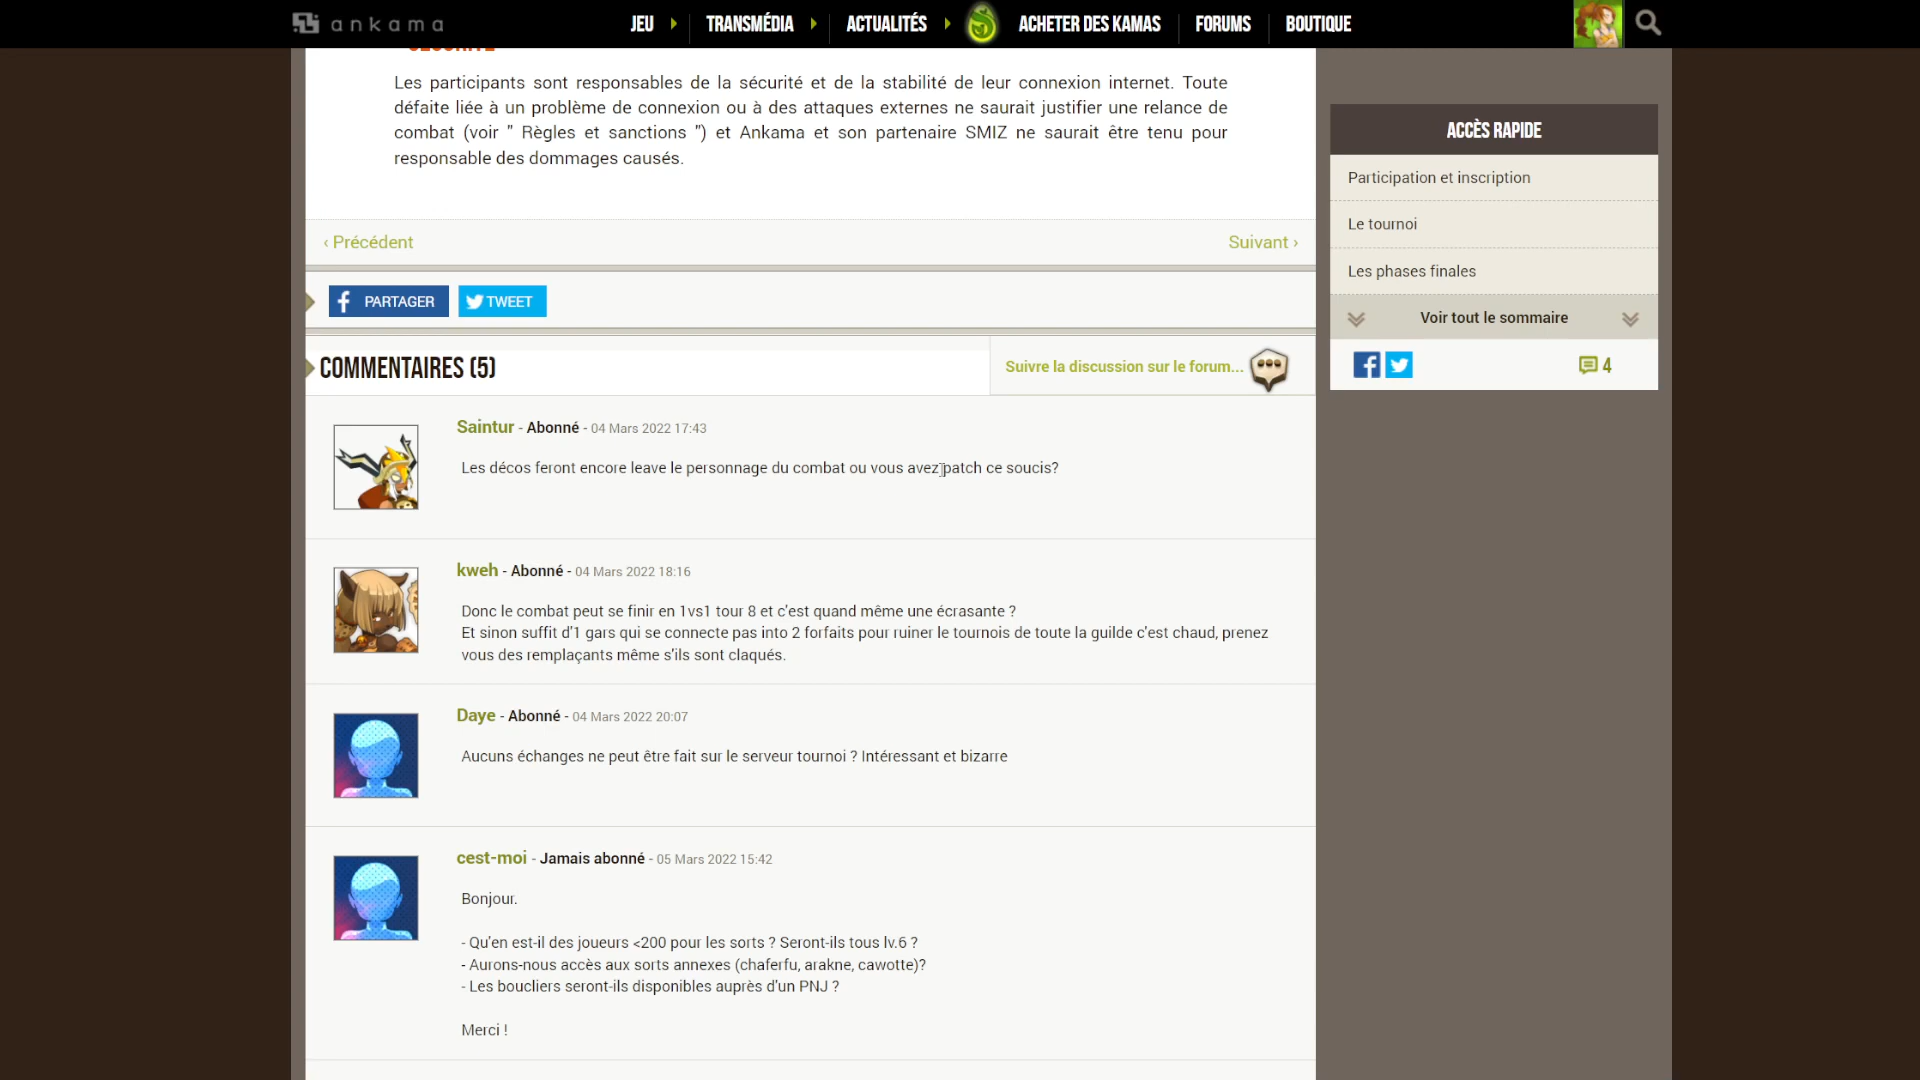 ankama
JEU
TRANSMÉDIA
ACTUALITÉS
ACHETER DES KAMAS
FORUMS
BOUTIQUE
SÉCURITÉ
Les participants sont responsables de la sécurité et de la stabilité de leur connexion internet. Toute
défaite liée à un problème de connexion ou à des attaques externes ne saurait justifier une relance de
combat (voir " Règles et sanctions ") et Ankama et son partenaire SMIZ ne saurait être tenu pour
responsable des dommages causés.
‹ Précédent
Suivant ›
PARTAGER
TWEET
COMMENTAIRES (5)
Suivre la discussion sur le forum...
Saintur - Abonné - 04 Mars 2022 17:43
Les décos feront encore leave le personnage du combat ou vous avez patch ce soucis?
kweh - Abonné - 04 Mars 2022 18:16
Donc le combat peut se finir en 1vs1 tour 8 et c'est quand même une écrasante ?
Et sinon suffit d'1 gars qui se connecte pas into 2 forfaits pour ruiner le tournois de toute la guilde c'est chaud, prenez
vous des remplaçants même s'ils sont claqués.
Daye - Abonné - 04 Mars 2022 20:07
Aucuns échanges ne peut être fait sur le serveur tournoi ? Intéressant et bizarre
cest-moi - Jamais abonné - 05 Mars 2022 15:42
Bonjour.
- Qu'en est-il des joueurs <200 pour les sorts ? Seront-ils tous lv.6 ?
- Aurons-nous accès aux sorts annexes (chaferfu, arakne, cawotte)?
- Les boucliers seront-ils disponibles auprès d'un PNJ ?
Merci !
ACCÈS RAPIDE
Participation et inscription
Le tournoi
Les phases finales
Voir tout le sommaire
4